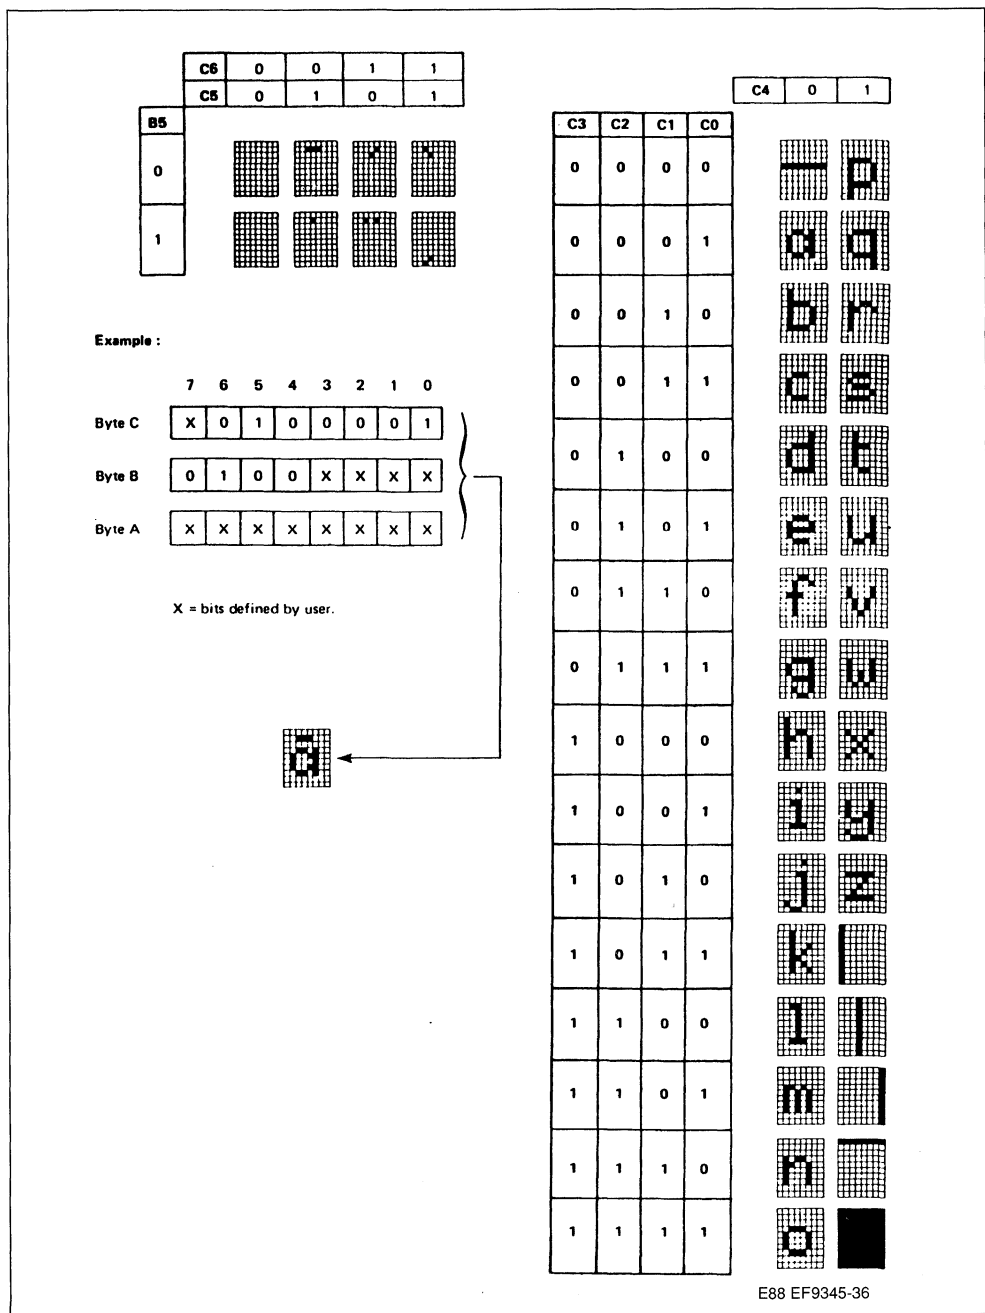 C6 0 0 1 1
C5 0 1 0 1
B5
0
1
Example :
7 6 5 4 3 2 1 0
Byte C X 0 1 0 0 0 0 1
Byte B 0 1 0 0 X X X X
Byte A X X X X X X X X
X = bits defined by user.
ā
C4 0 1
C3 C2 C1 C0
0 0 0 0 p
0 0 0 1 a q
0 0 1 0 b r
0 0 1 1 c s
0 1 0 0 d t
0 1 0 1 e u
0 1 1 0 f v
0 1 1 1 g w
1 0 0 0 h x
1 0 0 1 i y
1 0 1 0 j z
1 0 1 1 k
1 1 0 0 l
1 1 0 1 m
1 1 1 0 n
1 1 1 1 o
E88 EF9345-36